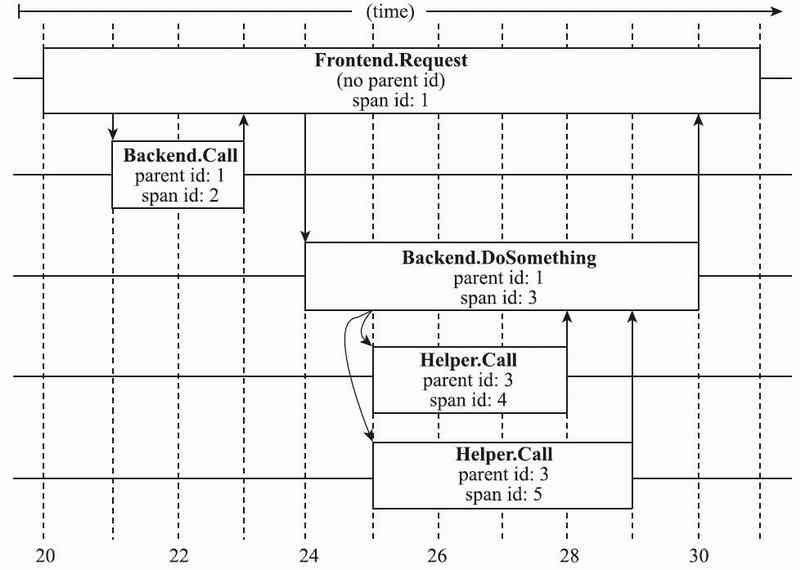 (time)
Frontend.Request
(no parent id)
span id: 1
Backend.Call
parent id: 1
span id: 2
Backend.DoSomething
parent id: 1
span id: 3
Helper.Call
parent id: 3
span id: 4
Helper.Call
parent id: 3
span id: 5
20 22 24 26 28 30